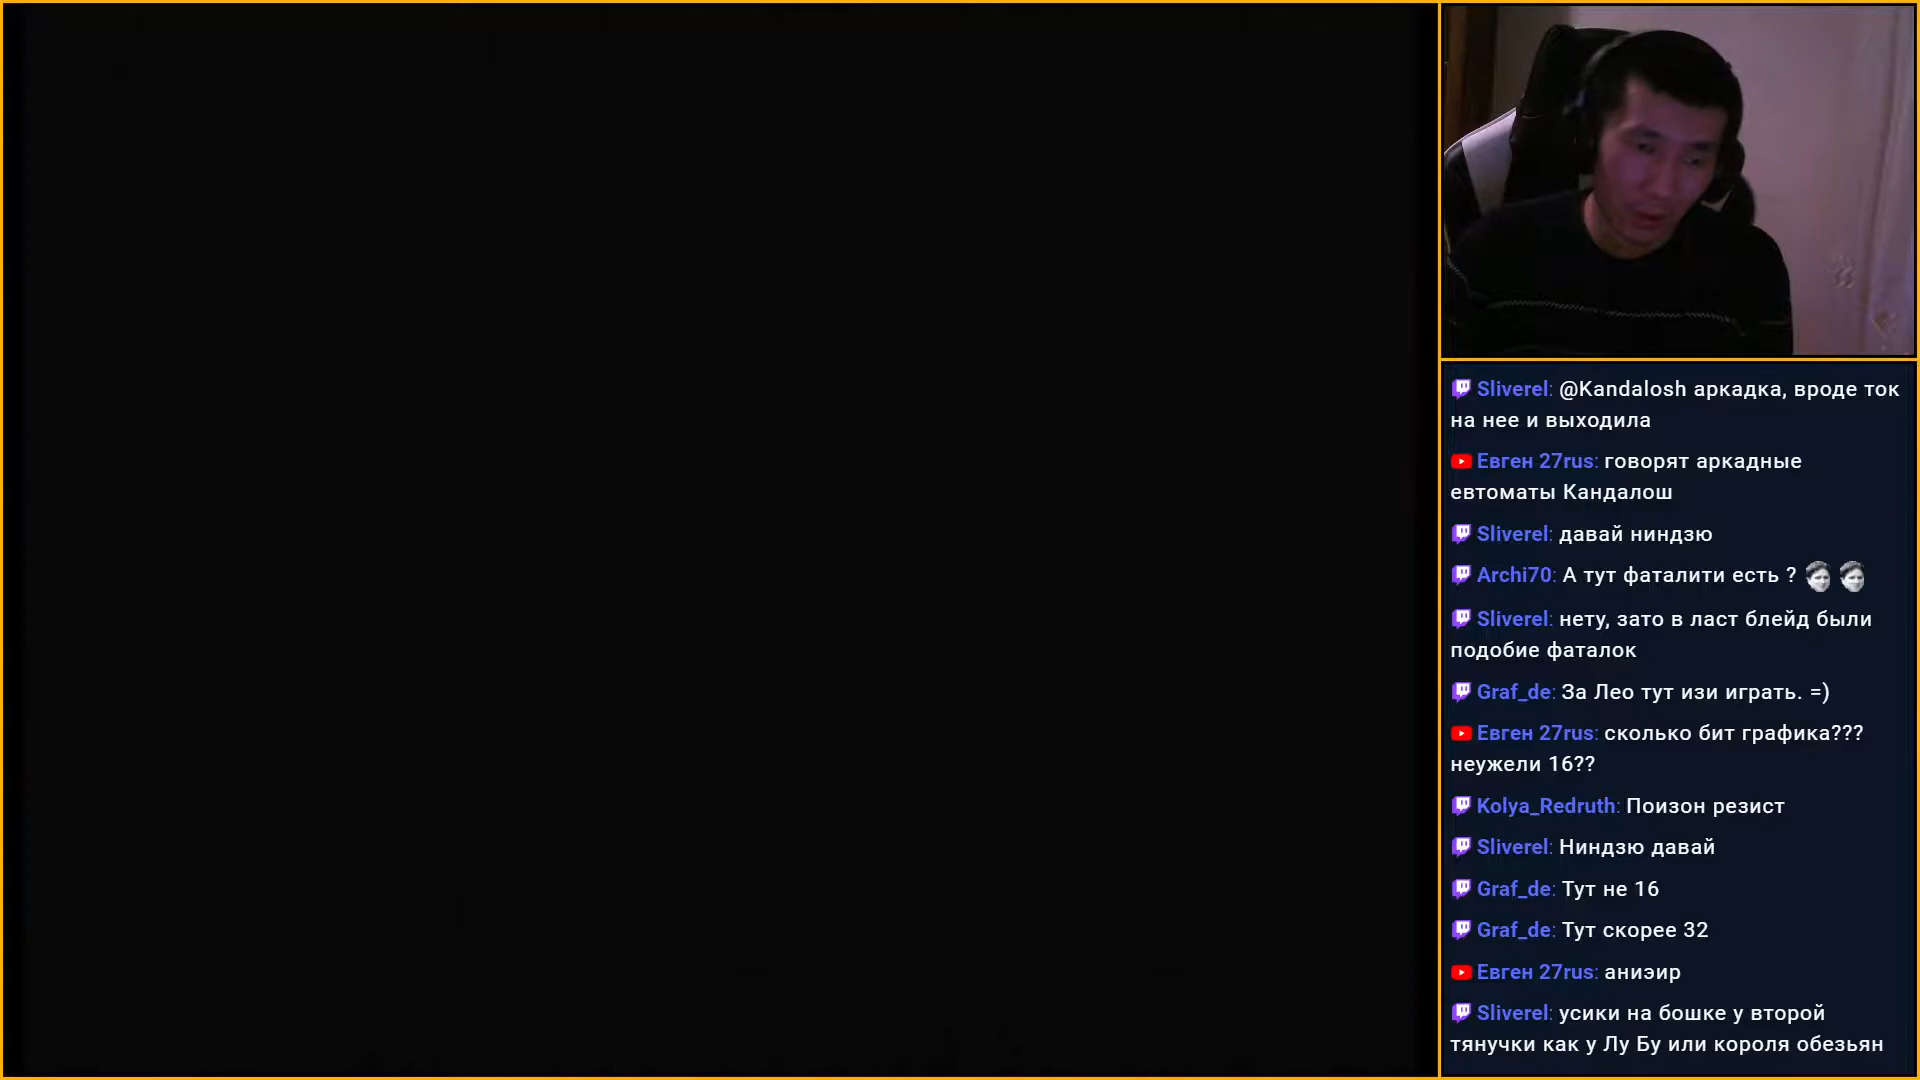 Sliverel: @Kandalosh аркадка, вроде ток
на нее и выходила
Евген 27rus: говорят аркадные
евтоматы Кандалош
Sliverel: давай ниндзю
Archi70: А тут фаталити есть ?
Sliverel: нету, зато в ласт блейд были
подобие фаталок
Graf_de: За Лео тут изи играть. =)
Евген 27rus: сколько бит графика???
неужели 16??
Kolya_Redruth: Поизон резист
Sliverel: Ниндзю давай
Graf_de: Тут не 16
Graf_de: Тут скорее 32
Евген 27rus: аниэир
Sliverel: усики на бошке у второй
тянучки как у Лу Бу или короля обезьян